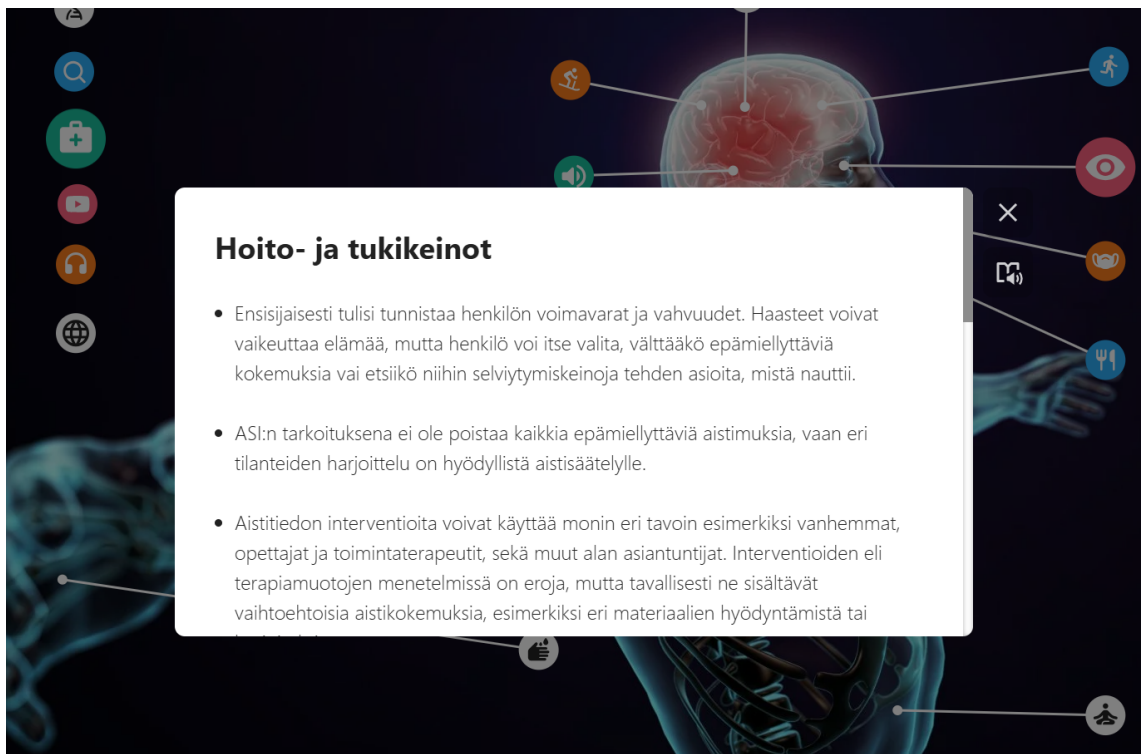 Hoito- ja tukikeinot
• Ensisijaisesti tulisi tunnistaa henkilön voimavarat ja vahvuudet. Haasteet voivat
vaikeuttaa elämää, mutta henkilö voi itse valita, välttääkö epämiellyttäviä
kokemuksia vai etsiikö niihin selviytymiskeinoja tehden asioita, mistä nauttii.
• ASI:n tarkoituksena ei ole poistaa kaikkia epämiellyttäviä aistimuksia, vaan eri
tilanteiden harjoittelu on hyödyllistä aistisäätelylle.
• Aistitiedon interventioita voivat käyttää monin eri tavoin esimerkiksi vanhemmat,
opettajat ja toimintaterapeutit, sekä muut alan asiantuntijat. Interventioiden eli
terapiamuotojen menetelmissä on eroja, mutta tavallisesti ne sisältävät
vaihtoehtoisia aistikokemuksia, esimerkiksi eri materiaalien hyödyntämistä tai